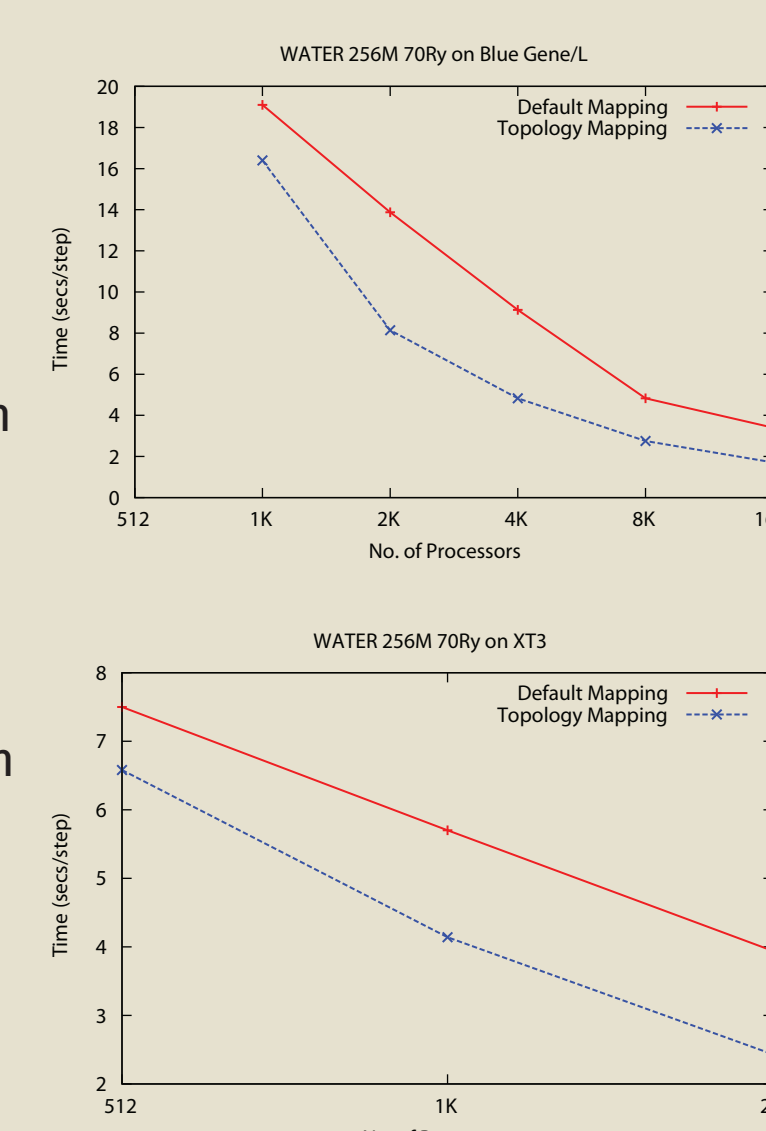 WATER 256M 70Ry on Blue Gene/L
Default Mapping
Topology Mapping
20
18
16
14
12
10
8
6
4
2
0
Time (secs/step)
512 1K 2K 4K 8K
No. of Processors
WATER 256M 70Ry on XT3
Default Mapping
Topology Mapping
8
7
6
5
4
3
2
Time (secs/step)
512 1K